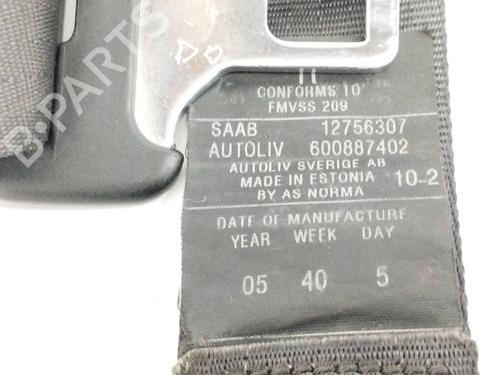 B-PARTS
CONFORMS TO
FMVSS 209
SAAB 12756307
AUTOLIV 600887402
AUTOLIV SVERIGE AB
MADE IN ESTONIA 10-2
BY AS NORMA
DATE OF MANUFACTURE
YEAR WEEK DAY
05 40 5